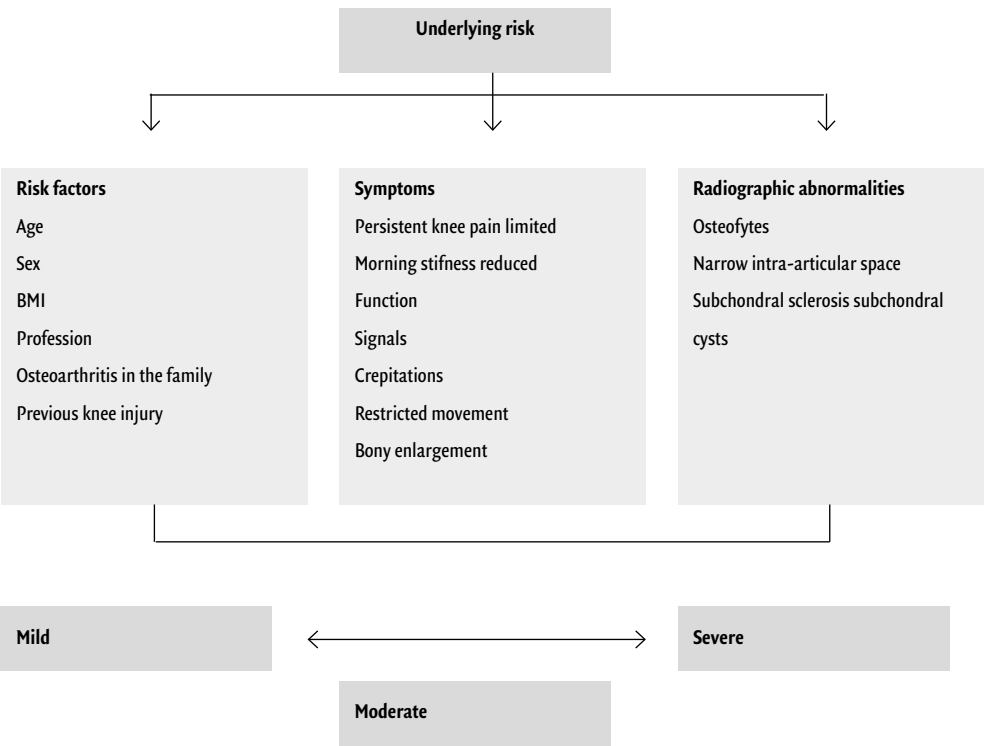 Underlying risk
Risk factors
Age
Sex
BMI
Profession
Osteoarthritis in the family
Previous knee injury
Symptoms
Persistent knee pain limited
Morning stifness reduced
Function
Signals
Crepitations
Restricted movement
Bony enlargement
Radiographic abnormalities
Osteofytes
Narrow intra-articular space
Subchondral sclerosis subchondral
cysts
Mild
Severe
Moderate